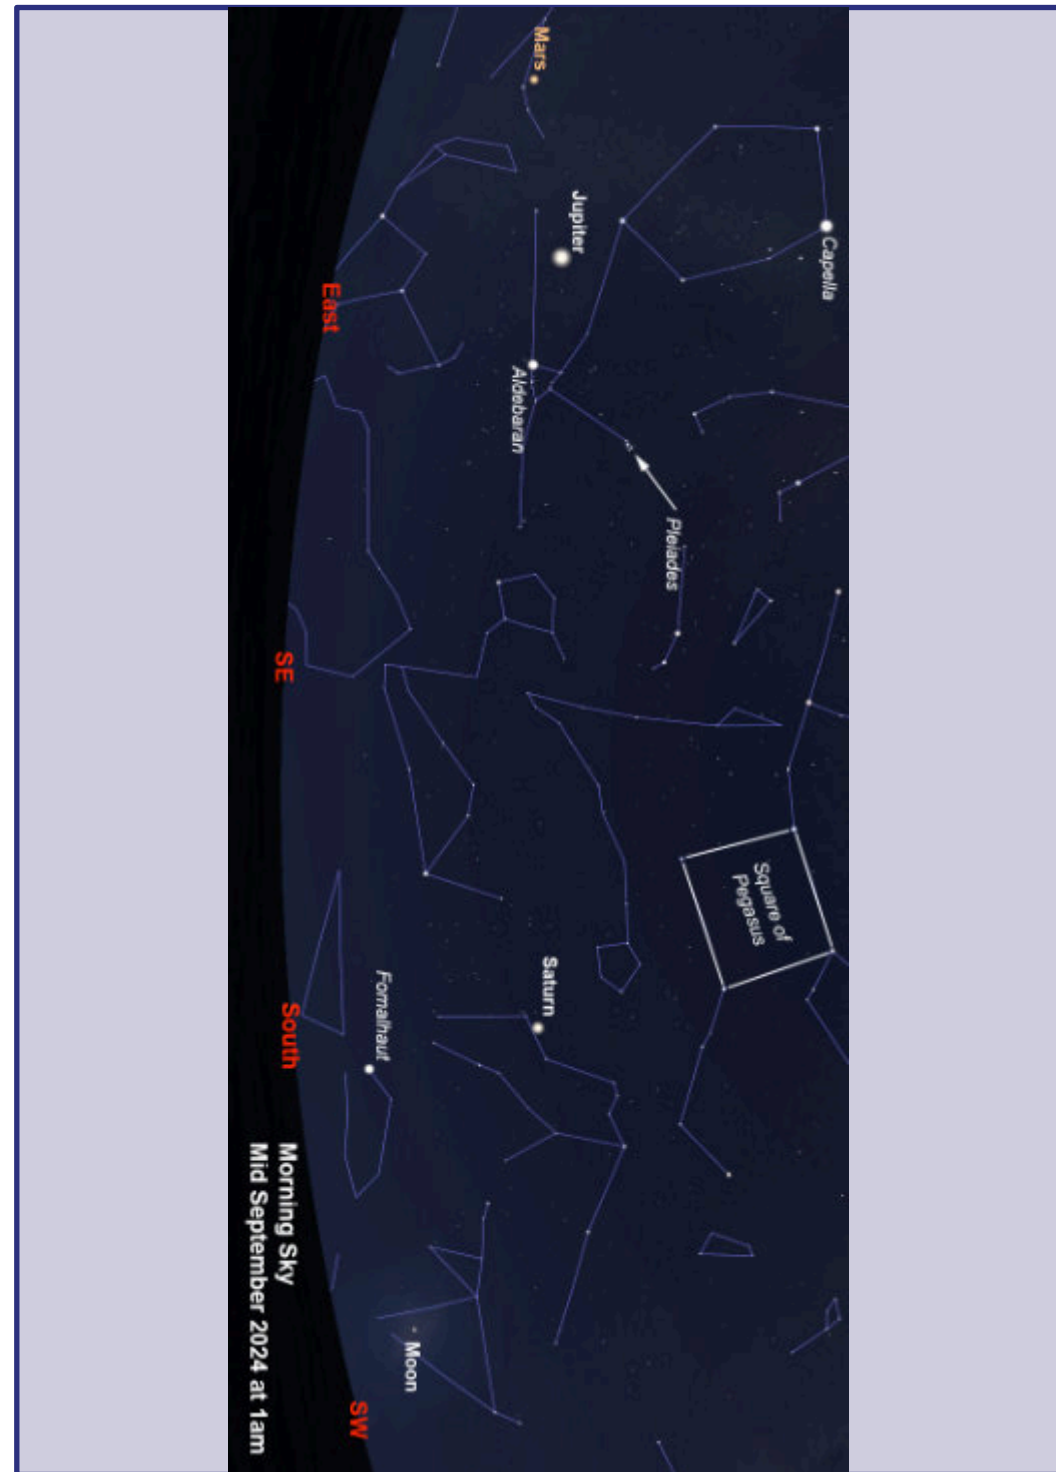 Mars
Capella
Jupiter
East
Aldebaran
Pleiades
SE
Square of
Pegasus
Saturn
Fomalhaut
South
Moon
SW
Morning Sky
Mid September 2024 at 1am